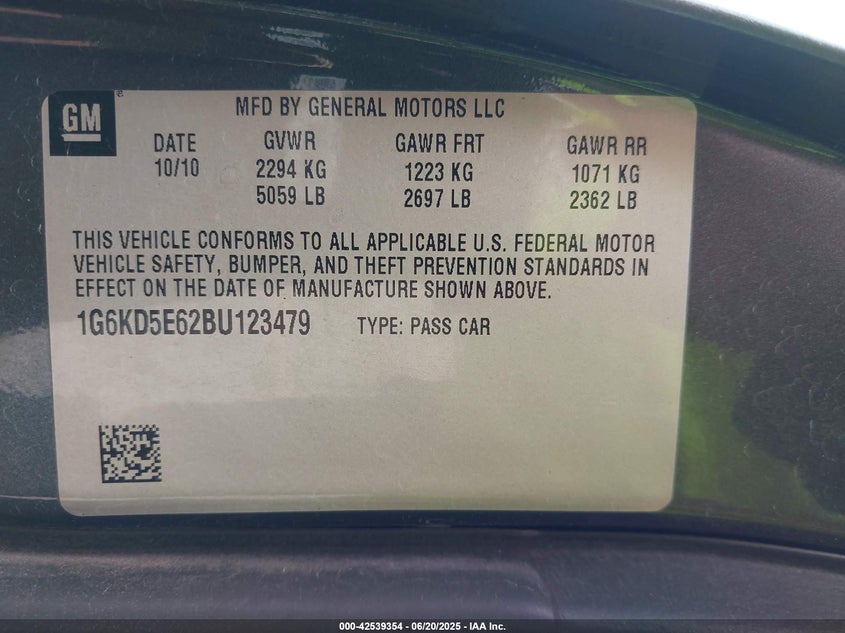 GM
MFD BY GENERAL MOTORS LLC
DATE GVWR GAWR FRT GAWR RR
10/10 2294 KG 1223 KG 1071 KG
5059 LB 2697 LB 2362 LB
THIS VEHICLE CONFORMS TO ALL APPLICABLE U.S. FEDERAL MOTOR
VEHICLE SAFETY, BUMPER, AND THEFT PREVENTION STANDARDS IN
EFFECT ON THE DATE OF MANUFACTURE SHOWN ABOVE.
1G6KD5E62BU123479 TYPE: PASS CAR
000-42539354 - 06/20/2025 - IAA Inc.